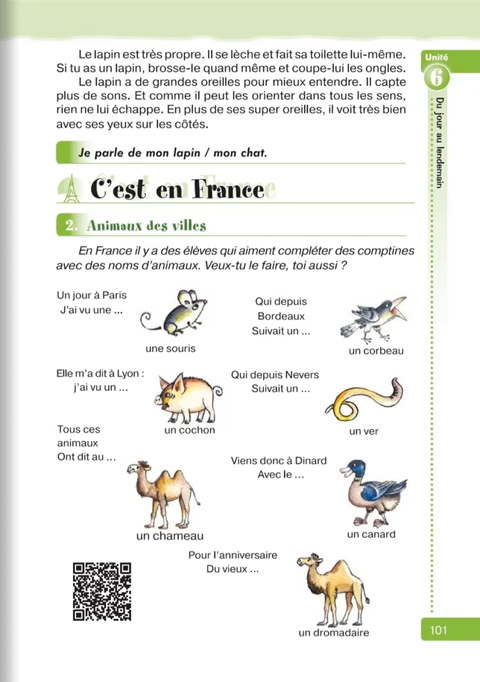 Le lapin est très propre. Il se lèche et fait sa toilette lui-même.
Si tu as un lapin, brosse-le quand même et coupe-lui les ongles.
Le lapin a de grandes oreilles pour mieux entendre. Il capte
plus de sons. Et comme il peut les orienter dans tous les sens,
rien ne lui échappe. En plus de ses super oreilles, il voit très bien
avec ses yeux sur les côtés.
Unité
6
Du jour au lendemain
Je parle de mon lapin / mon chat.
C'est en France
2. Animaux des villes
En France il y a des élèves qui aiment compléter des comptines
avec des noms d'animaux. Veux-tu le faire, toi aussi ?
Un jour à Paris
J'ai vu une ...
une souris
Qui depuis
Bordeaux
Suivait un ...
un corbeau
Elle m'a dit à Lyon :
j'ai vu un ...
un cochon
Qui depuis Nevers
Suivait un ...
un ver
Tous ces
animaux
Ont dit au ...
un chameau
Viens donc à Dinard
Avec le ...
un canard
Pour l'anniversaire
Du vieux ...
un dromadaire
101